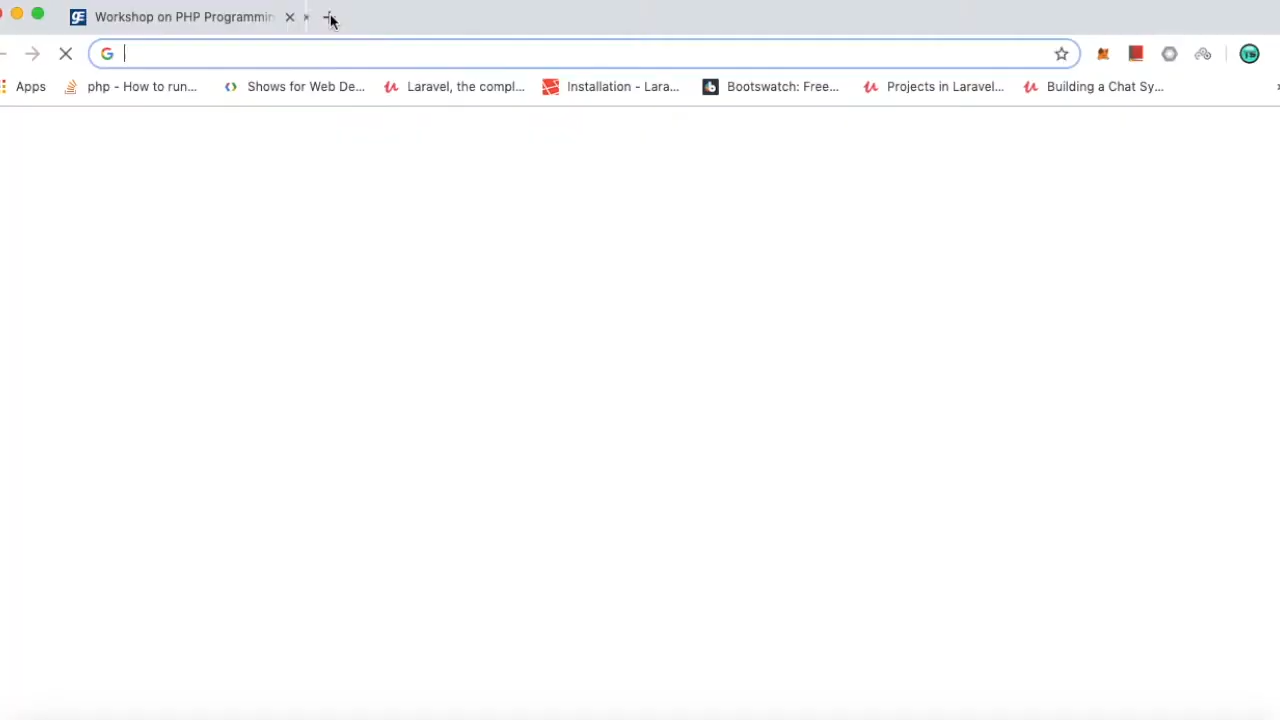 Workshop on PHP Programmin
Apps php - How to run... Shows for Web De... Laravel, the compl... Installation - Lara... Bootswatch: Free... Projects in Laravel... Building a Chat Sy...